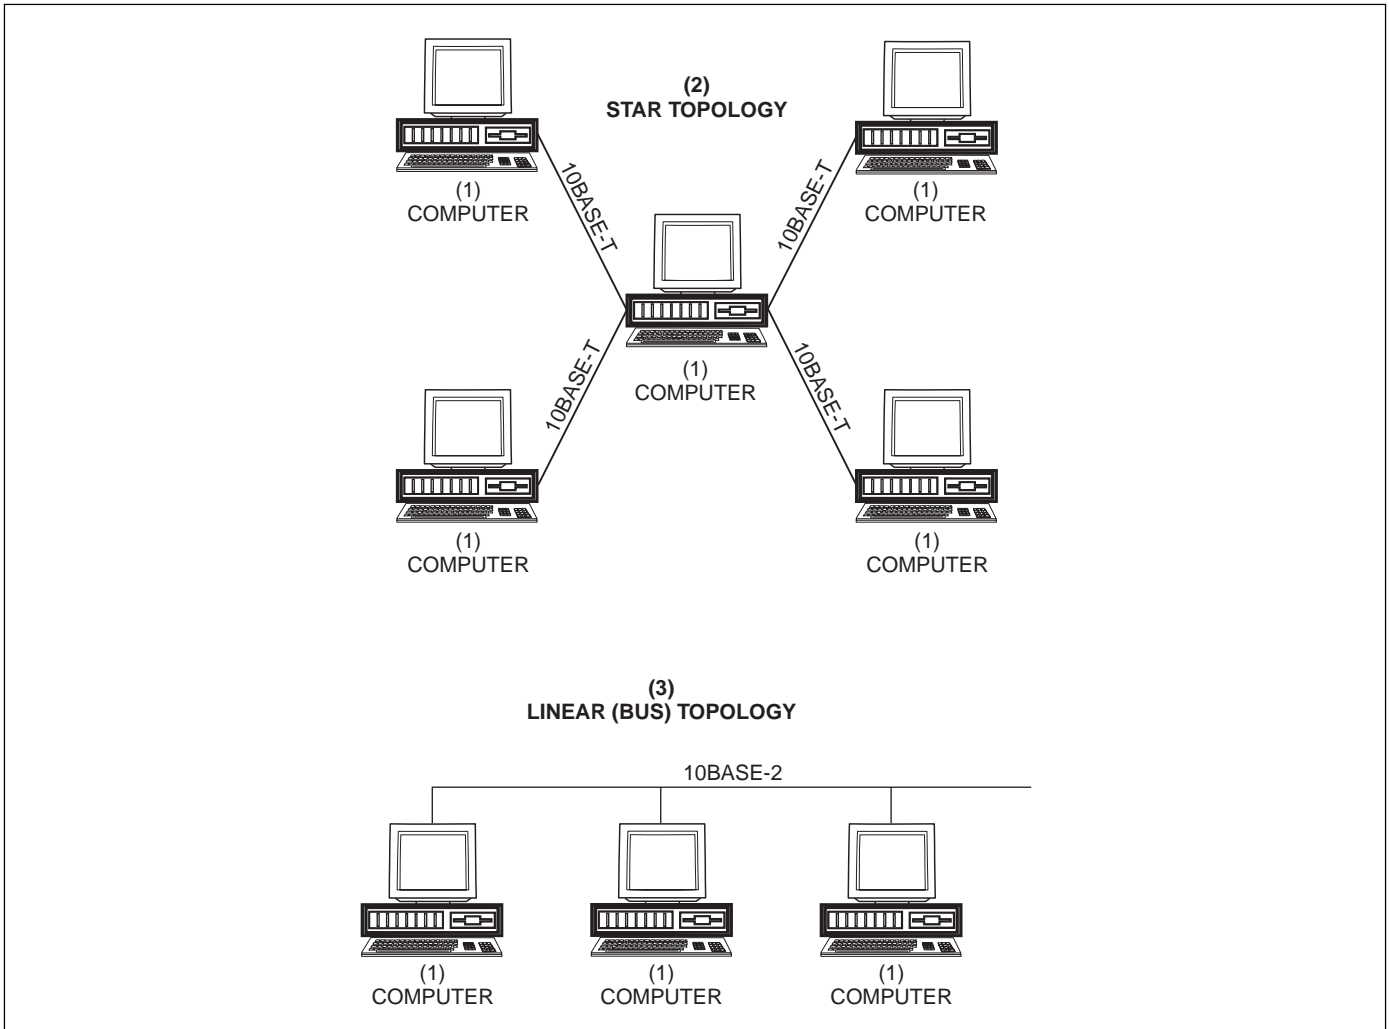 (2)
STAR TOPOLOGY
(1)
COMPUTER
(1)
COMPUTER
10BASE-T
10BASE-T
(1)
COMPUTER
10BASE-T
10BASE-T
(1)
COMPUTER
(1)
COMPUTER
(3)
LINEAR (BUS) TOPOLOGY
10BASE-2
(1)
COMPUTER
(1)
COMPUTER
(1)
COMPUTER